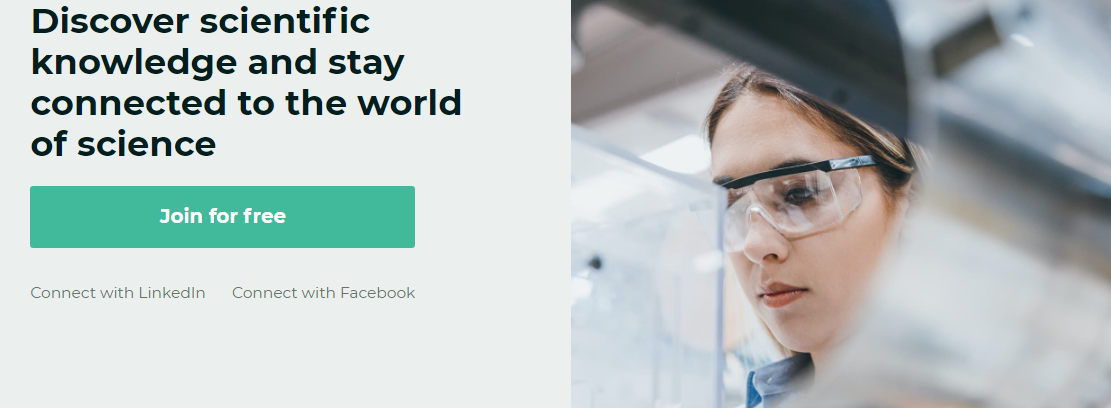 Discover scientific
knowledge and stay
connected to the world
of science
Join for free
Connect with LinkedIn Connect with Facebook